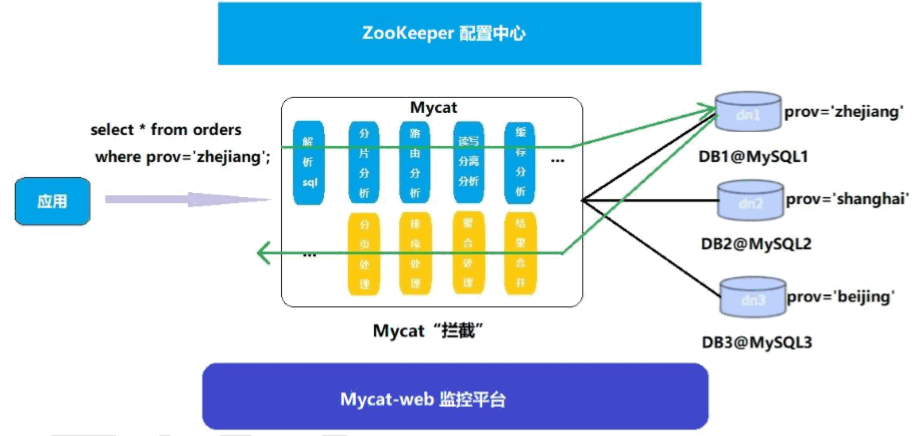 ZooKeeper 配置中心
Mycat
select * from orders
where prov='zhejiang';
应用
解析sql
分片分析
路由分析
读写分离分析
缓存分析
...
...
分页处理
排序处理
聚合处理
结果合并
Mycat“拦截”
dn1
prov='zhejiang'
DB1@MySQL1
dn2
prov='shanghai'
DB2@MySQL2
dn3
prov='beijing'
DB3@MySQL3
Mycat-web 监控平台